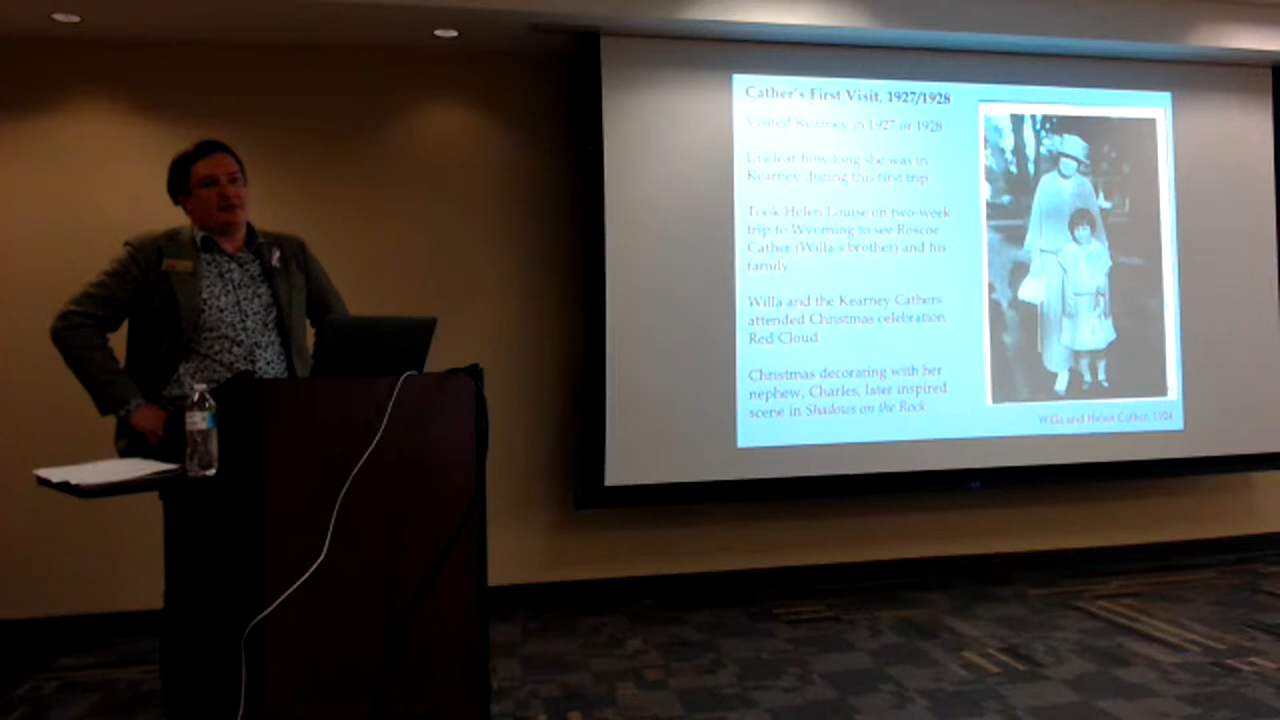 Cather's First Visit, 1927/1928
Visited Kearney in 1927 or 1928
Unclear how long she was in
Kearney during this first trip
Took Helen Louise on two-week
trip to Wyoming to see Roscoe
Cather (Willa's brother) and his
family
Willa and the Kearney Cathers
attended Christmas celebration
Red Cloud
Christmas decorating with her
nephew, Charles, later inspired
scene in Shadows on the Rock
Willa and Helen Cather, 1924